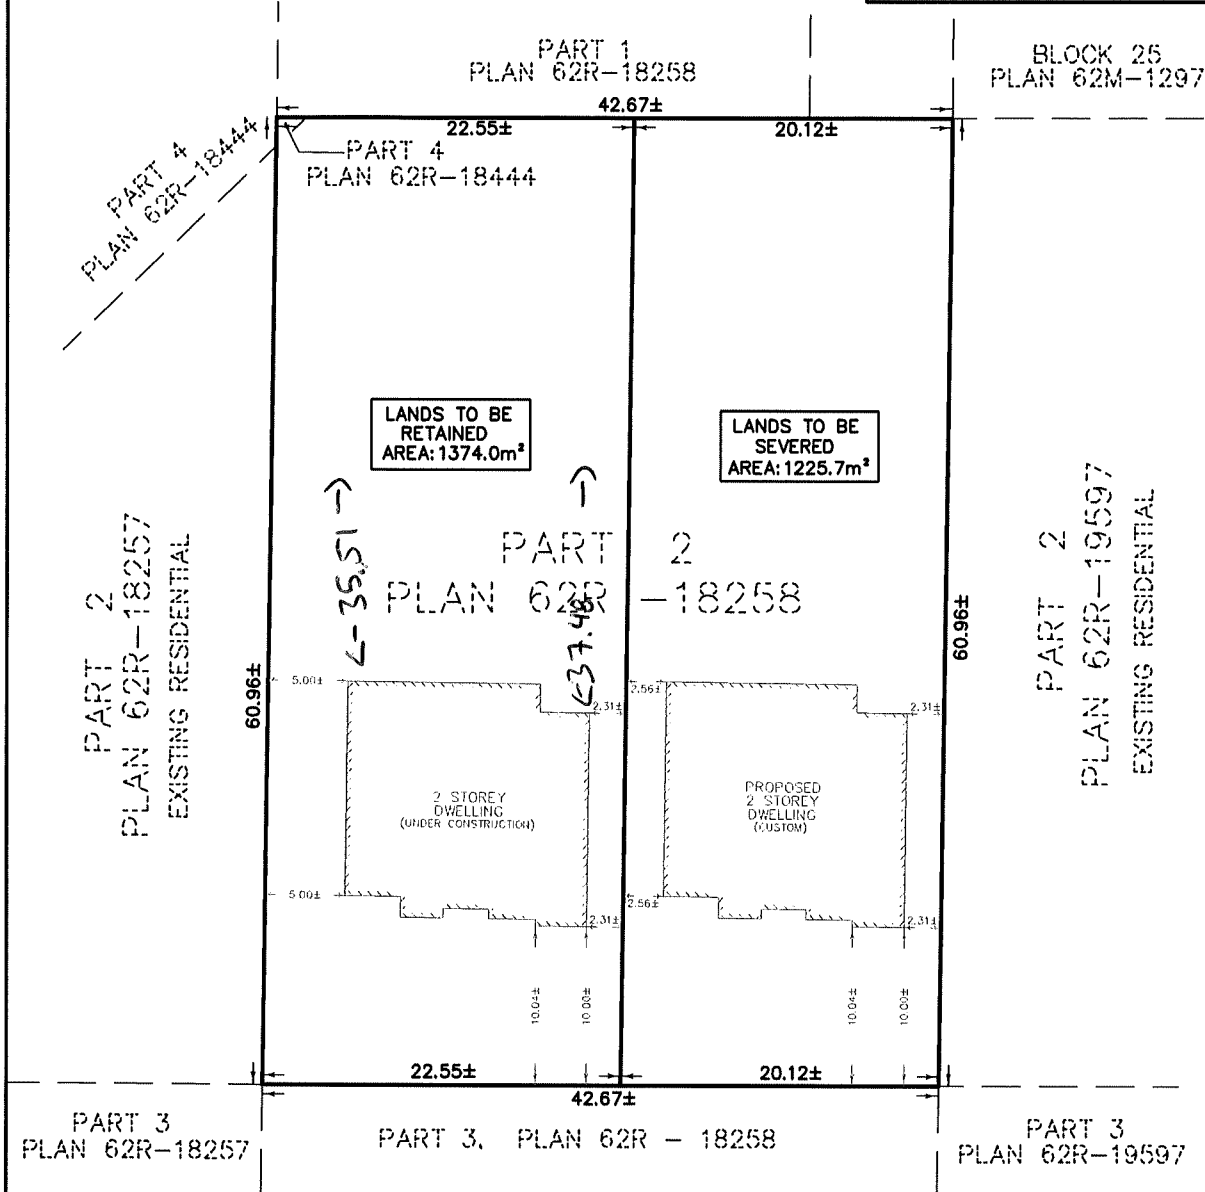 PART 1
PLAN 62R-18258
BLOCK 25
PLAN 62M-1297
42.67±
22.55±
20.12±
PART 4
PLAN 62R-18444
PART 4
PLAN 62R-18444
LANDS TO BE
RETAINED
AREA: 1374.0m²
LANDS TO BE
SEVERED
AREA: 1225.7m²
<- 35.51 ->
<37.48 ->
PART 2
PLAN 62R-18258
PART 2
PLAN 62R-18257
EXISTING RESIDENTIAL
PART 2
PLAN 62R-19597
EXISTING RESIDENTIAL
60.96±
60.96±
5.00±
2.31±
2.56±
2.31±
2 STOREY
DWELLING
(UNDER CONSTRUCTION)
PROPOSED
2 STOREY
DWELLING
(CUSTOM)
5.00±
2.31±
2.56±
2.31±
10.04±
10.00±
10.04±
10.00±
22.55±
20.12±
42.67±
PART 3
PLAN 62R-18257
PART 3, PLAN 62R - 18258
PART 3
PLAN 62R-19597